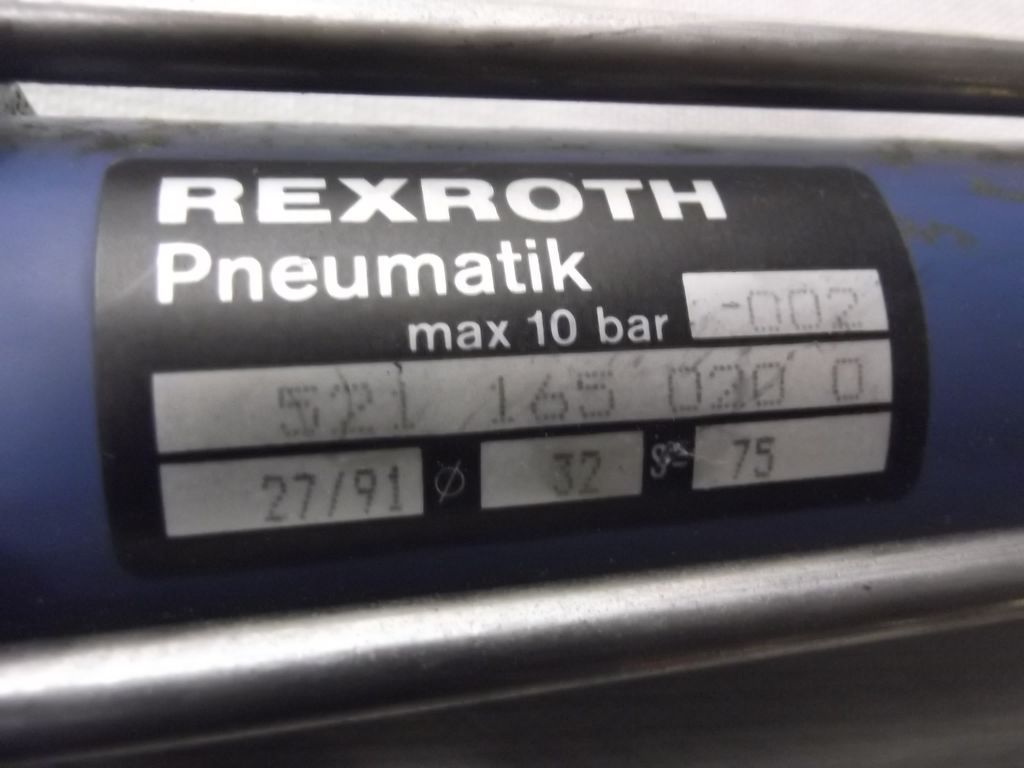 REXROTH
Pneumatik
max 10 bar -002
521 165 020 0
27/91 ⌀ 32 75